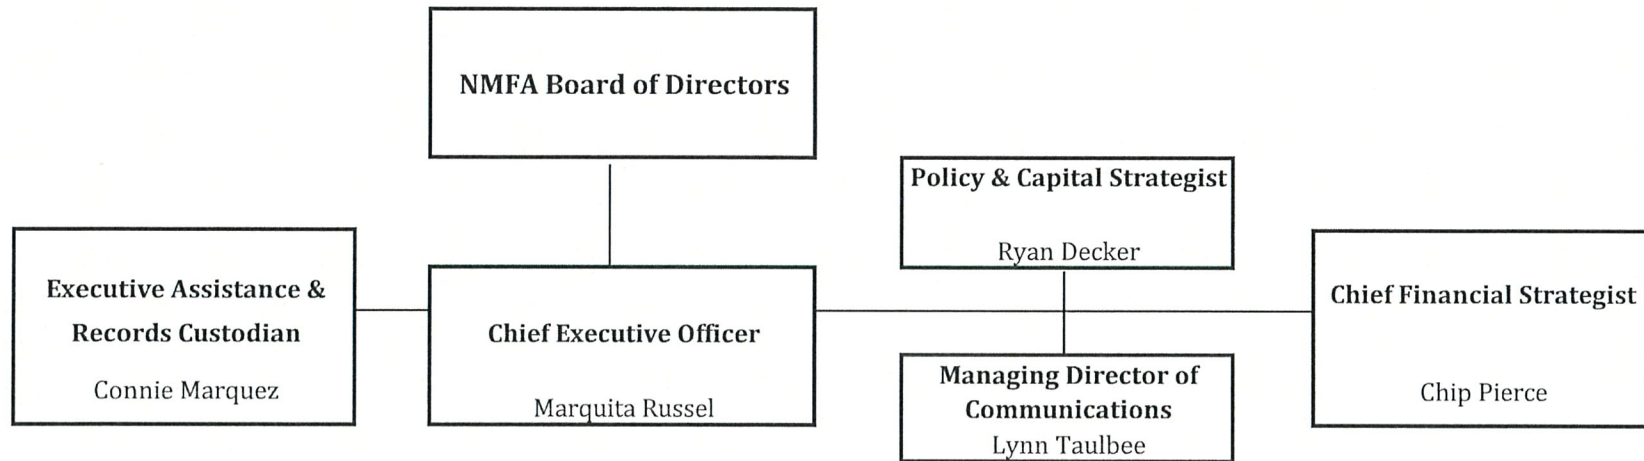 NMFA Board of Directors
Policy & Capital Strategist
Ryan Decker
Executive Assistance &
Records Custodian
Connie Marquez
Chief Executive Officer
Marquita Russel
Managing Director of
Communications
Lynn Taulbee
Chief Financial Strategist
Chip Pierce